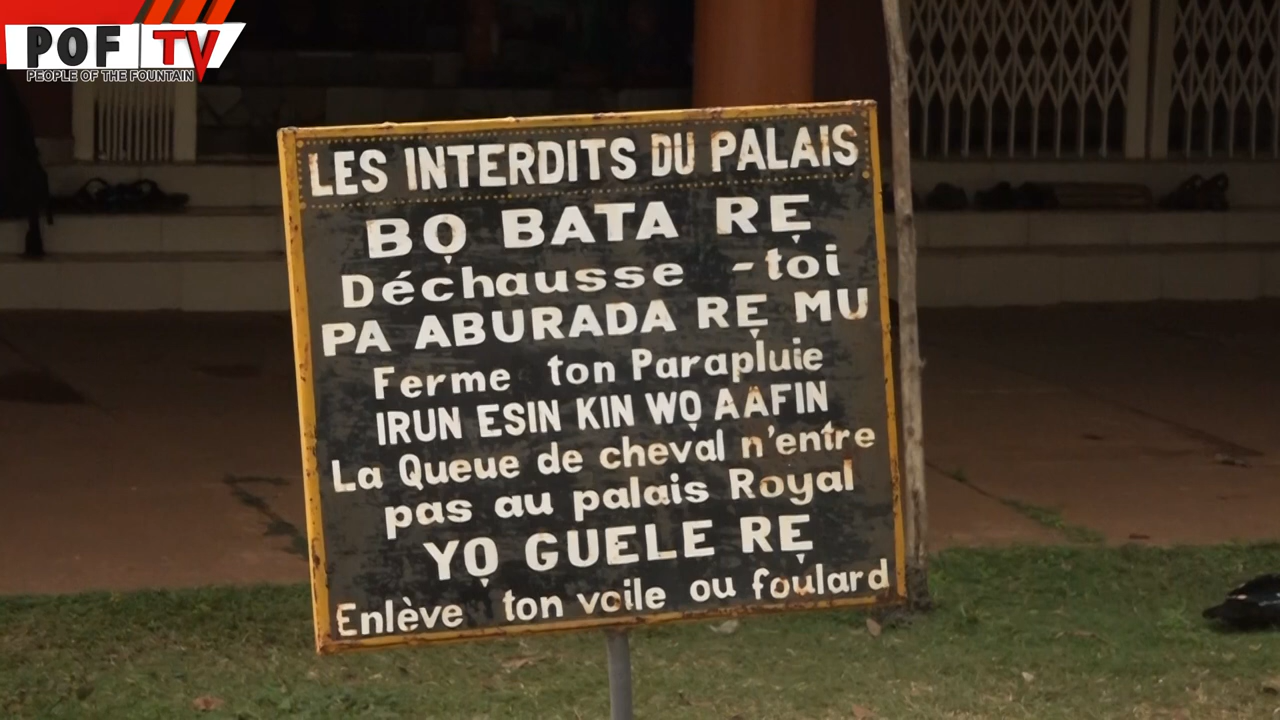 POF TV
PEOPLE OF THE FOUNTAIN
LES INTERDITS DU PALAIS
BỌ BATA RẸ
Déchausse -toi
PA ABURADA RẸ MU
Ferme ton Parapluie
IRUN ESIN KIN WỌ AAFIN
La Queue de cheval n'entre
pas au palais Royal
YỌ GUELE RẸ
Enlève ton voile ou foulard